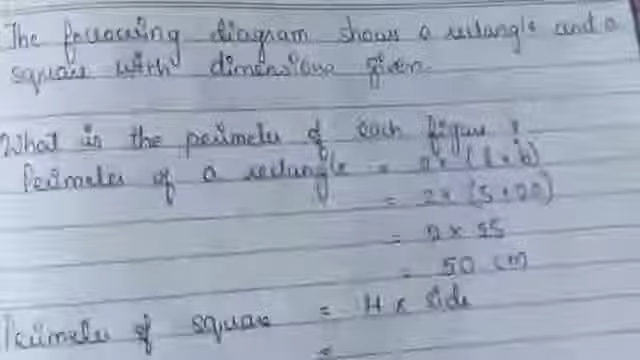 The following diagram shows a rectangle and a
square with dimensions given.
What is the perimeter of each figure ?
Perimeter of a rectangle = 2 × (l + b)
= 2 × (5 + 20)
= 2 × 25
= 50 cm
Perimeter of square = 4 × side
=